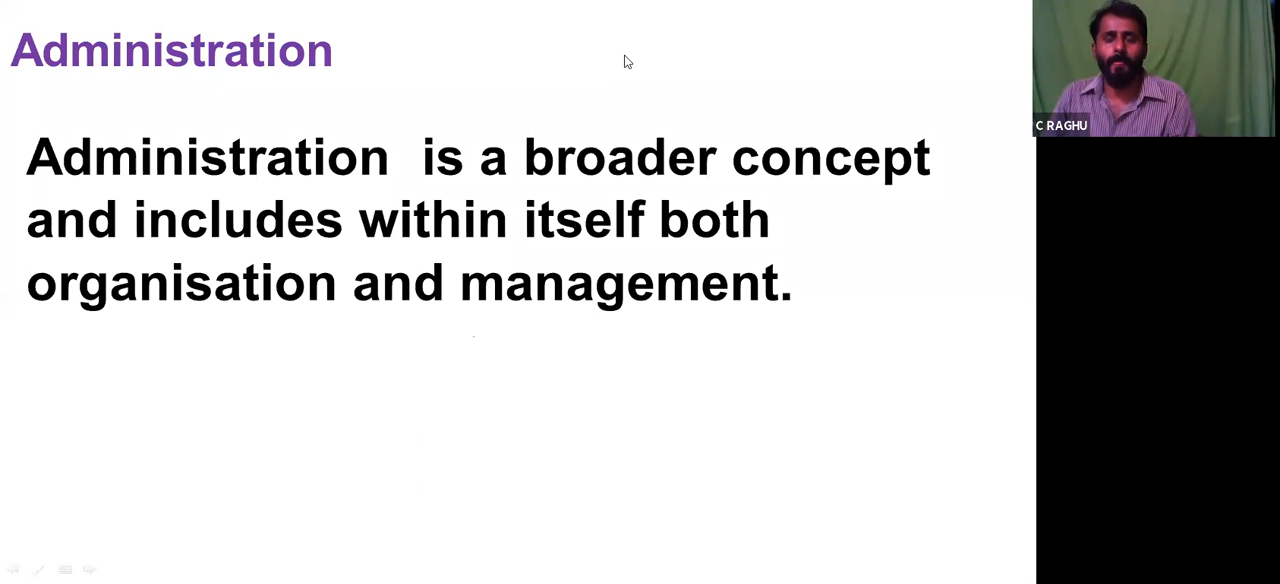 Administration
Administration is a broader concept
and includes within itself both
organisation and management.
C RAGHU